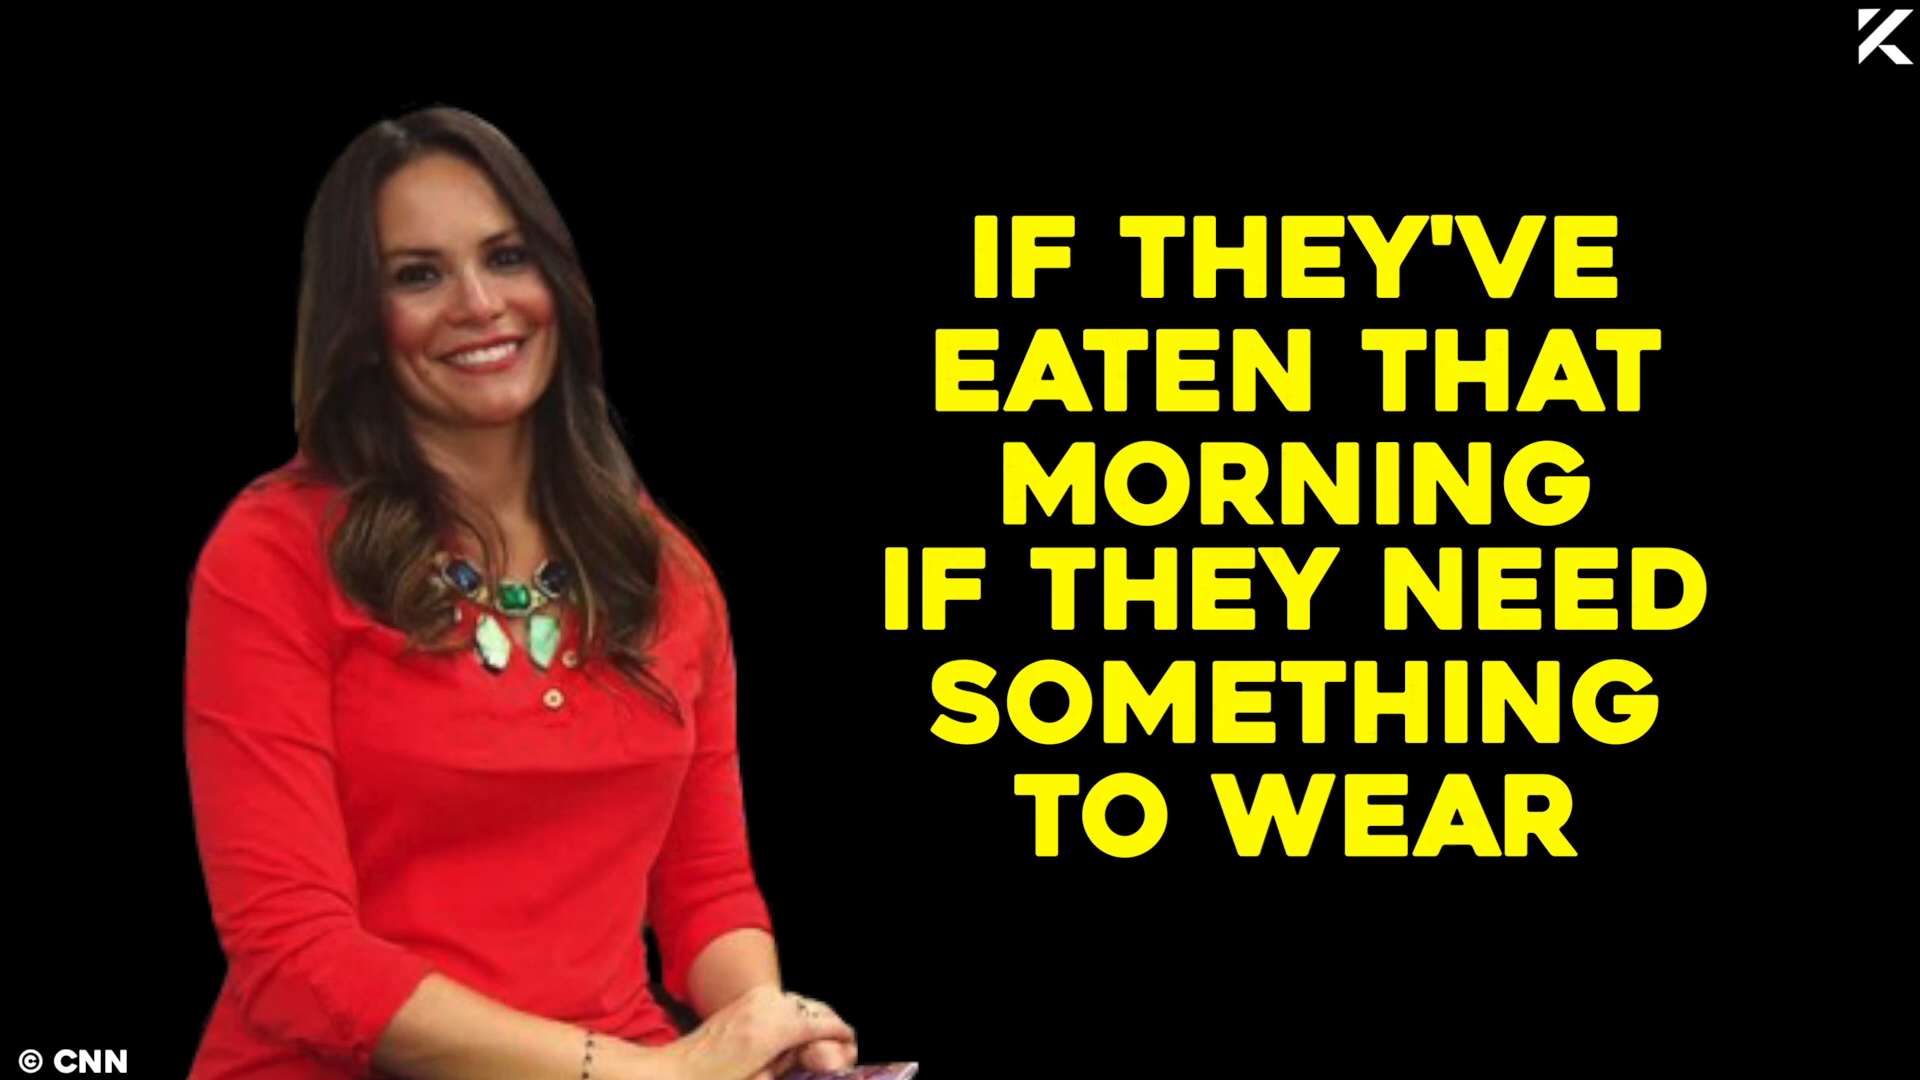 IF THEY'VE
EATEN THAT
MORNING
IF THEY NEED
SOMETHING
TO WEAR
© CNN